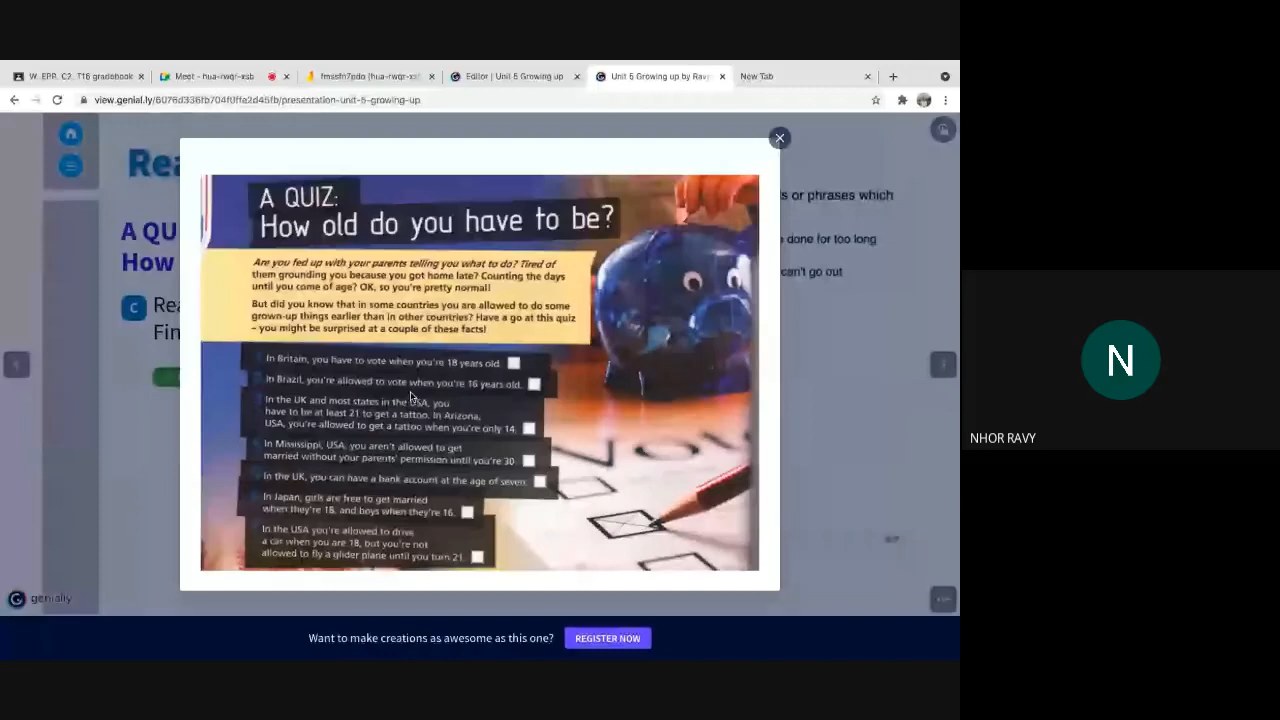 W. EPP. C2. T16 gradebook
Meet - hua-rwqr-xsb
Editor | Unit 5 Growing up
Unit 5 Growing up by Ravy
New Tab
Rea
A QU
How
C
Rea
Fin
s or phrases which
done for too long
can't go out
A QUIZ:
How old do you have to be?
Are you fed up with your parents telling you what to do? Tired of
them grounding you because you got home late? Counting the days
until you come of age? OK, so you're pretty normal!
But did you know that in some countries you are allowed to do some
grown-up things earlier than in other countries? Have a go at this quiz
– you might be surprised at a couple of these facts!
In Britain, you have to vote when you're 18 years old.
In Brazil, you're allowed to vote when you're 16 years old.
In the UK and most states in the USA, you
have to be at least 21 to get a tattoo. In Arizona,
USA, you're allowed to get a tattoo when you're only 14.
In Mississippi, USA, you aren't allowed to get
married without your parents' permission until you're 30.
In the UK, you can have a bank account at the age of seven.
In Japan, girls are free to get married
when they're 18, and boys when they're 16.
In the USA you're allowed to drive
a car when you are 18, but you're not
allowed to fly a glider plane until you turn 21.
YOU
genially
Want to make creations as awesome as this one?
REGISTER NOW
N
NHOR RAVY